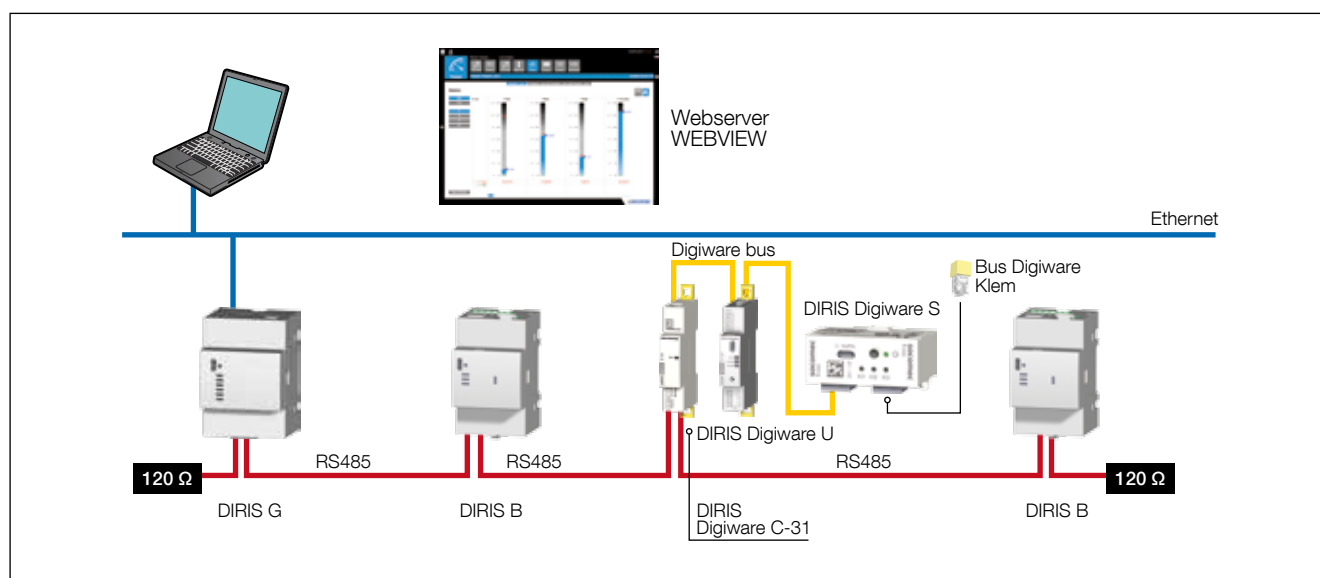 Webserver
WEBVIEW
Ethernet
Digiware bus
Bus Digiware
Klem
DIRIS Digiware S
DIRIS Digiware U
RS485
RS485
RS485
120 Ω
120 Ω
DIRIS G
DIRIS B
DIRIS
Digiware C-31
DIRIS B